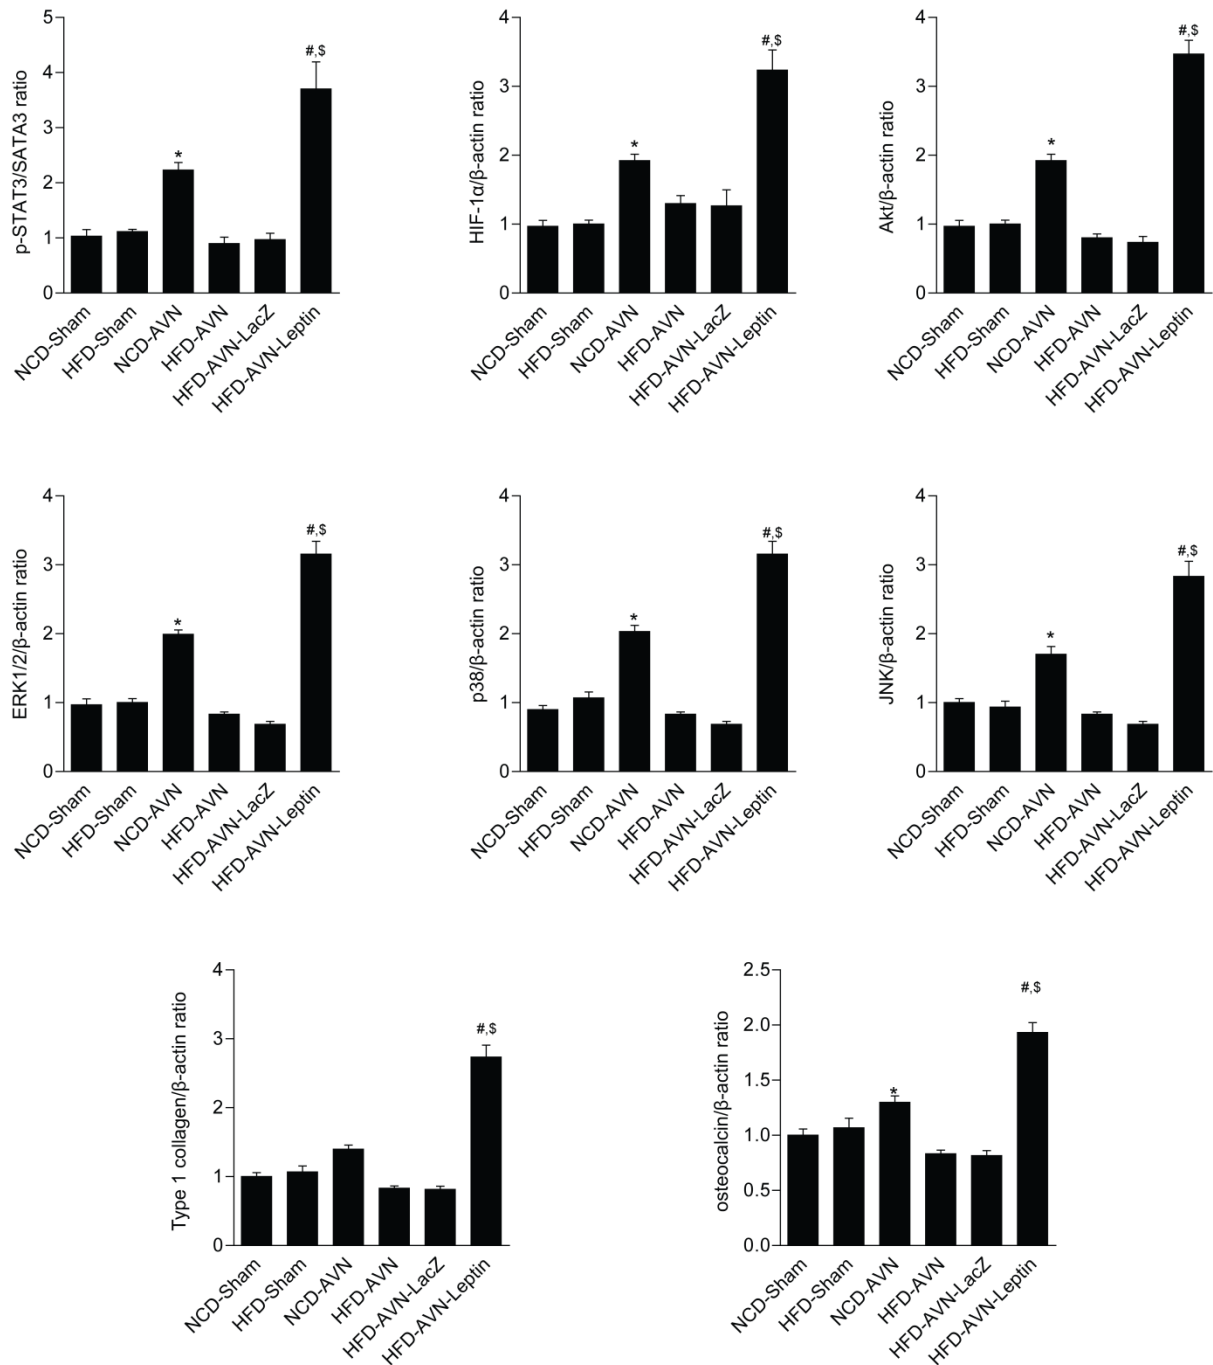 p-STAT3/SATA3 ratio
5
4
3
2
1
0
*
#,$
NCD-Sham
HFD-Sham
NCD-AVN
HFD-AVN
HFD-AVN-LacZ
HFD-AVN-Leptin
HIF-1α/β-actin ratio
4
3
2
1
0
*
#,$
NCD-Sham
HFD-Sham
NCD-AVN
HFD-AVN
HFD-AVN-LacZ
HFD-AVN-Leptin
Akt/β-actin ratio
4
3
2
1
0
*
#,$
NCD-Sham
HFD-Sham
NCD-AVN
HFD-AVN
HFD-AVN-LacZ
HFD-AVN-Leptin
ERK1/2/β-actin ratio
4
3
2
1
0
*
#,$
NCD-Sham
HFD-Sham
NCD-AVN
HFD-AVN
HFD-AVN-LacZ
HFD-AVN-Leptin
p38/β-actin ratio
4
3
2
1
0
*
#,$
NCD-Sham
HFD-Sham
NCD-AVN
HFD-AVN
HFD-AVN-LacZ
HFD-AVN-Leptin
JNK/β-actin ratio
4
3
2
1
0
*
#,$
NCD-Sham
HFD-Sham
NCD-AVN
HFD-AVN
HFD-AVN-LacZ
HFD-AVN-Leptin
Type 1 collagen/β-actin ratio
4
3
2
1
0
#,$
NCD-Sham
HFD-Sham
NCD-AVN
HFD-AVN
HFD-AVN-LacZ
HFD-AVN-Leptin
osteocalcin/β-actin ratio
2.5
2.0
1.5
1.0
0.5
0.0
*
#,$
NCD-Sham
HFD-Sham
NCD-AVN
HFD-AVN
HFD-AVN-LacZ
HFD-AVN-Leptin